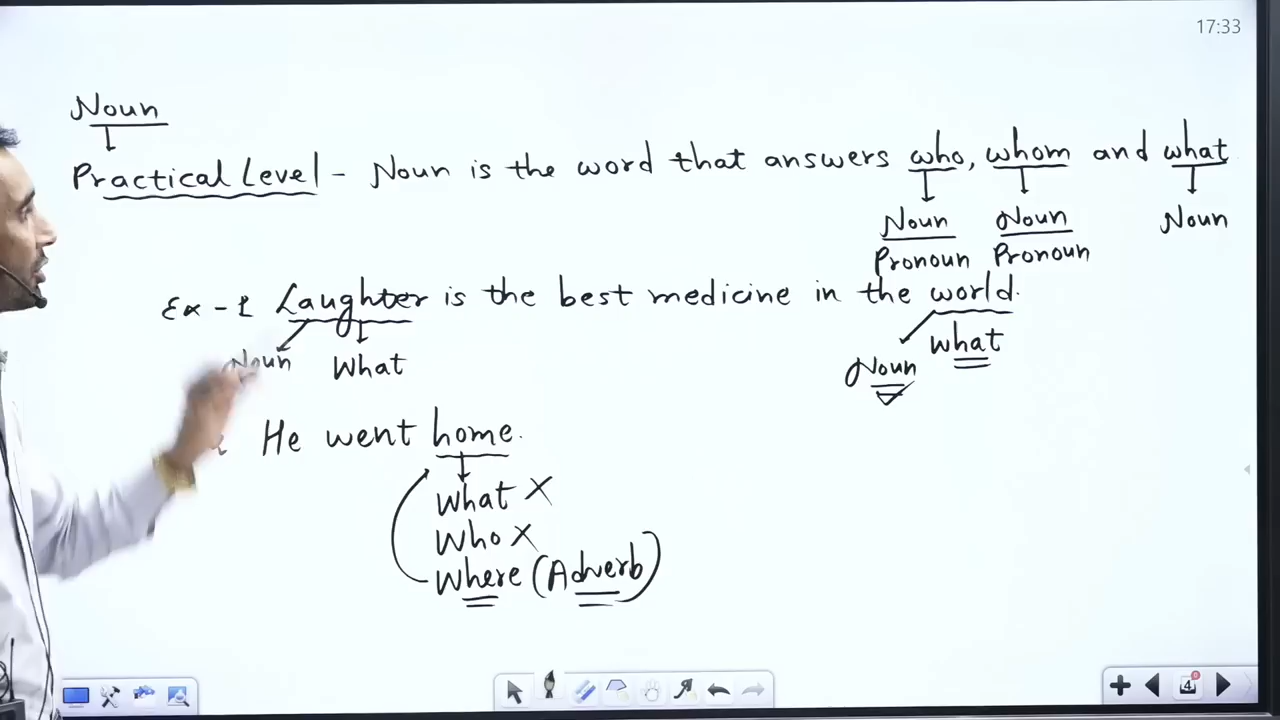 17:33
Noun
Practical Level - Noun is the word that answers who, whom and what
Noun Noun Noun
Pronoun Pronoun
Ex - 1 Laughter is the best medicine in the world.
Noun What Noun what
He went home.
What X
Who X
Where (Adverb)
4